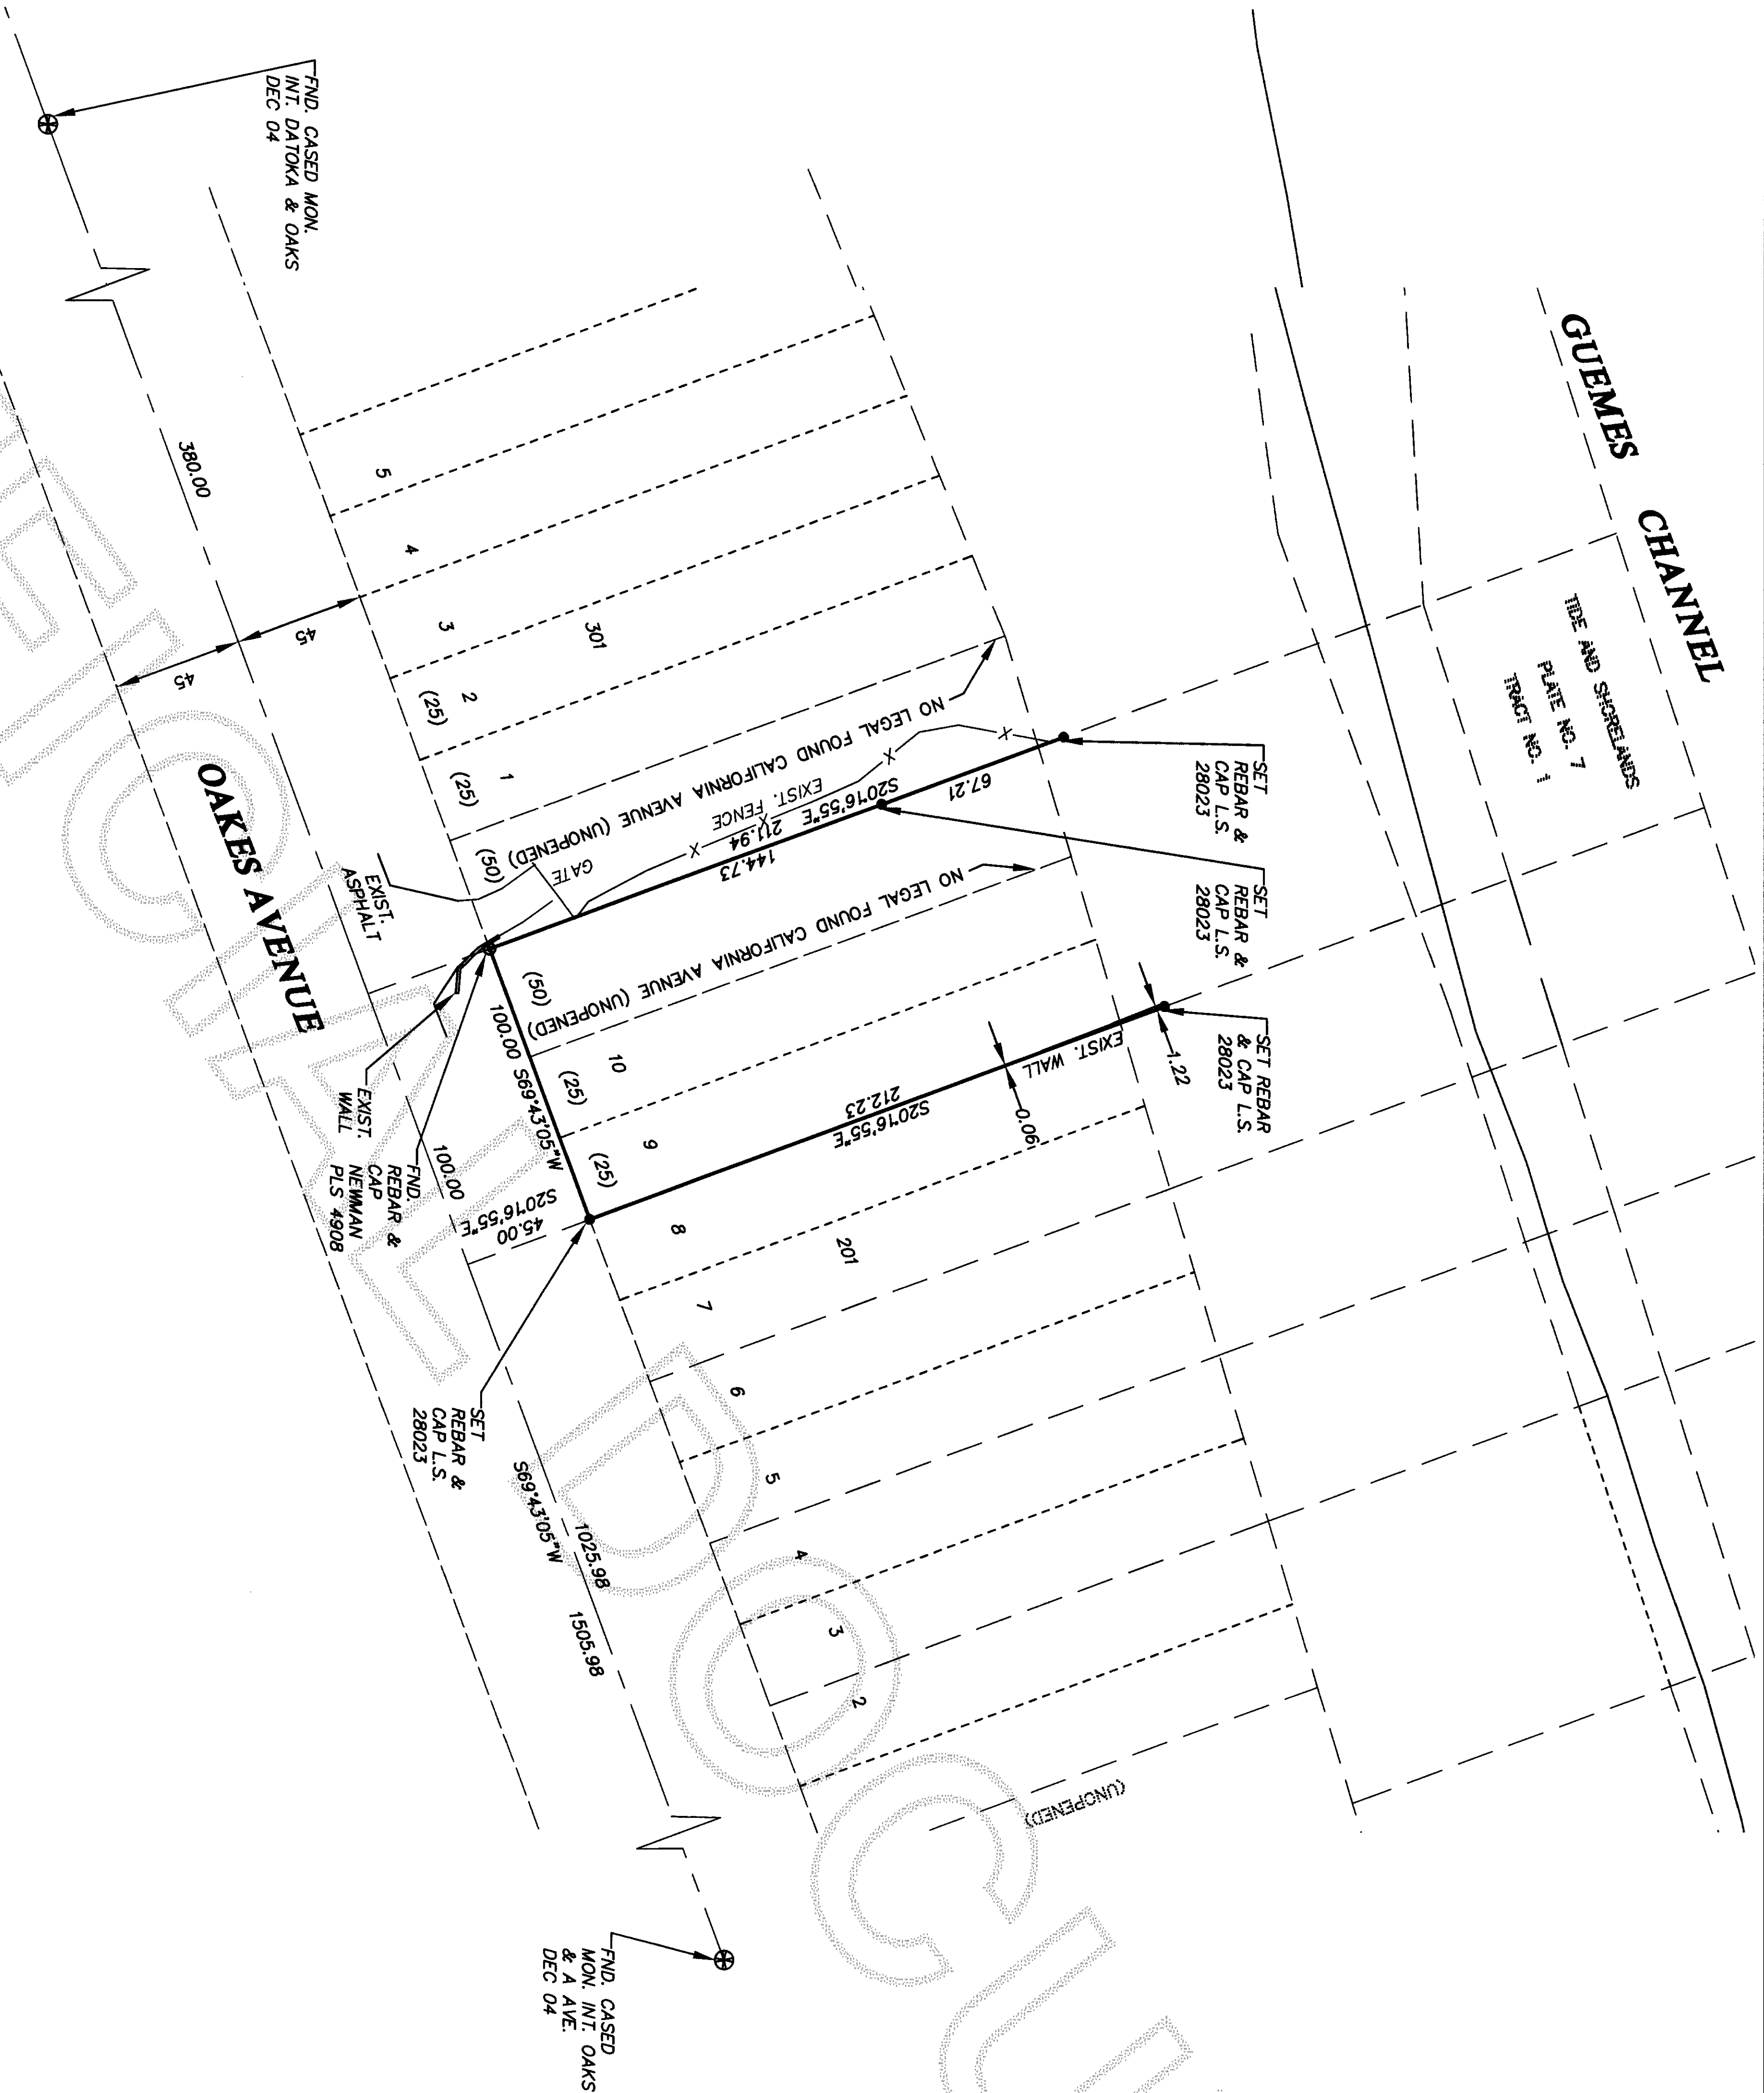 GUEMES CHANNEL
TIDE AND SHORELANDS
PLATE NO. 7
TRACT NO. 1
FND. CASED MON.
INT. DATOKA & OAKS
DEC 04
380.00
45
45
OAKES AVENUE
5
4
3
2
1
301
(25)
(25)
(50)
NO LEGAL FOUND CALIFORNIA AVENUE (UNOPENED)
EXIST. FENCE
X
X
X
X
GATE
S20°16'55"E
211.94
144.73
67.21
SET
REBAR &
CAP L.S.
28023
SET
REBAR &
CAP L.S.
28023
SET REBAR
& CAP L.S.
28023
1.22
0.06
EXIST. WALL
NO LEGAL FOUND CALIFORNIA AVENUE (UNOPENED)
(50)
100.00 S69°43'05"W
(25)
(25)
S20°16'55"E
212.23
EXIST.
ASPHALT
EXIST.
WALL
FND.
REBAR &
CAP
NEWMAN
PLS 4908
100.00
S20°16'55"E
45.00
10
9
8
7
6
5
4
3
2
201
SET
REBAR &
CAP L.S.
28023
1025.98
S69°43'05"W
1505.98
(UNOPENED)
FND. CASED
MON. INT. OAKS
& A AVE.
DEC 04